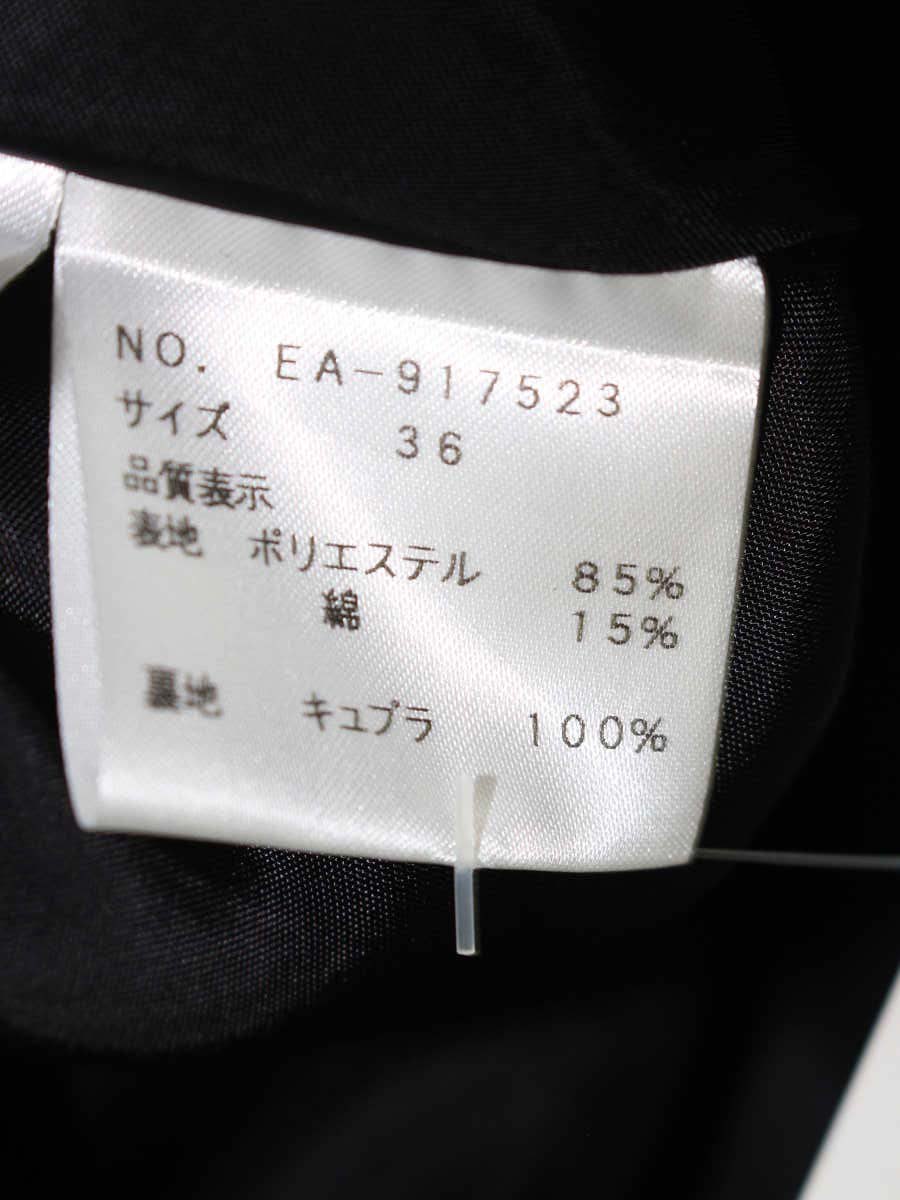 NO. EA-917523
サイズ 36
品質表示
表地 ポリエステル 85%
綿 15%
裏地 キュプラ 100%